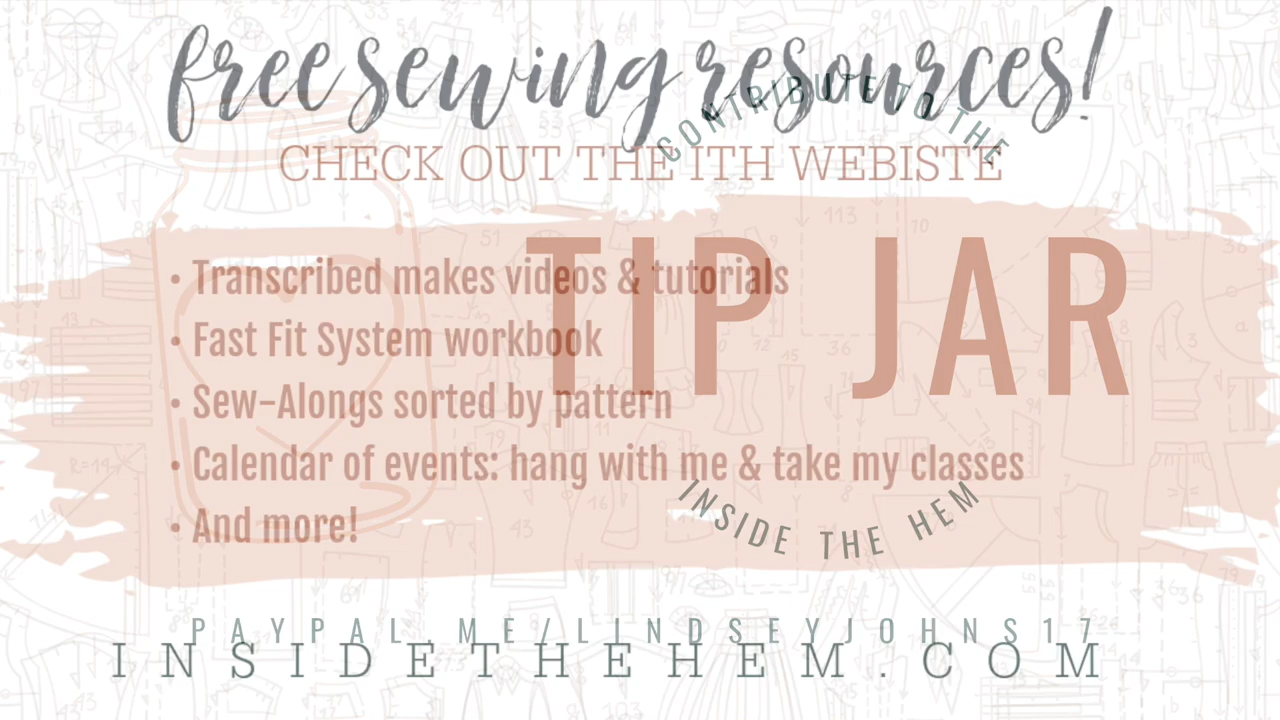 free sewing resources!
CONTRIBUTE TO THE
CHECK OUT THE ITH WEBISTE
TIP JAR
• Transcribed makes videos & tutorials
• Fast Fit System workbook
• Sew-Alongs sorted by pattern
• Calendar of events: hang with me & take my classes
INSIDE THE HEM
• And more!
PAYPAL.ME/LINDSEYJOHNS17
INSIDETHEHEM.COM